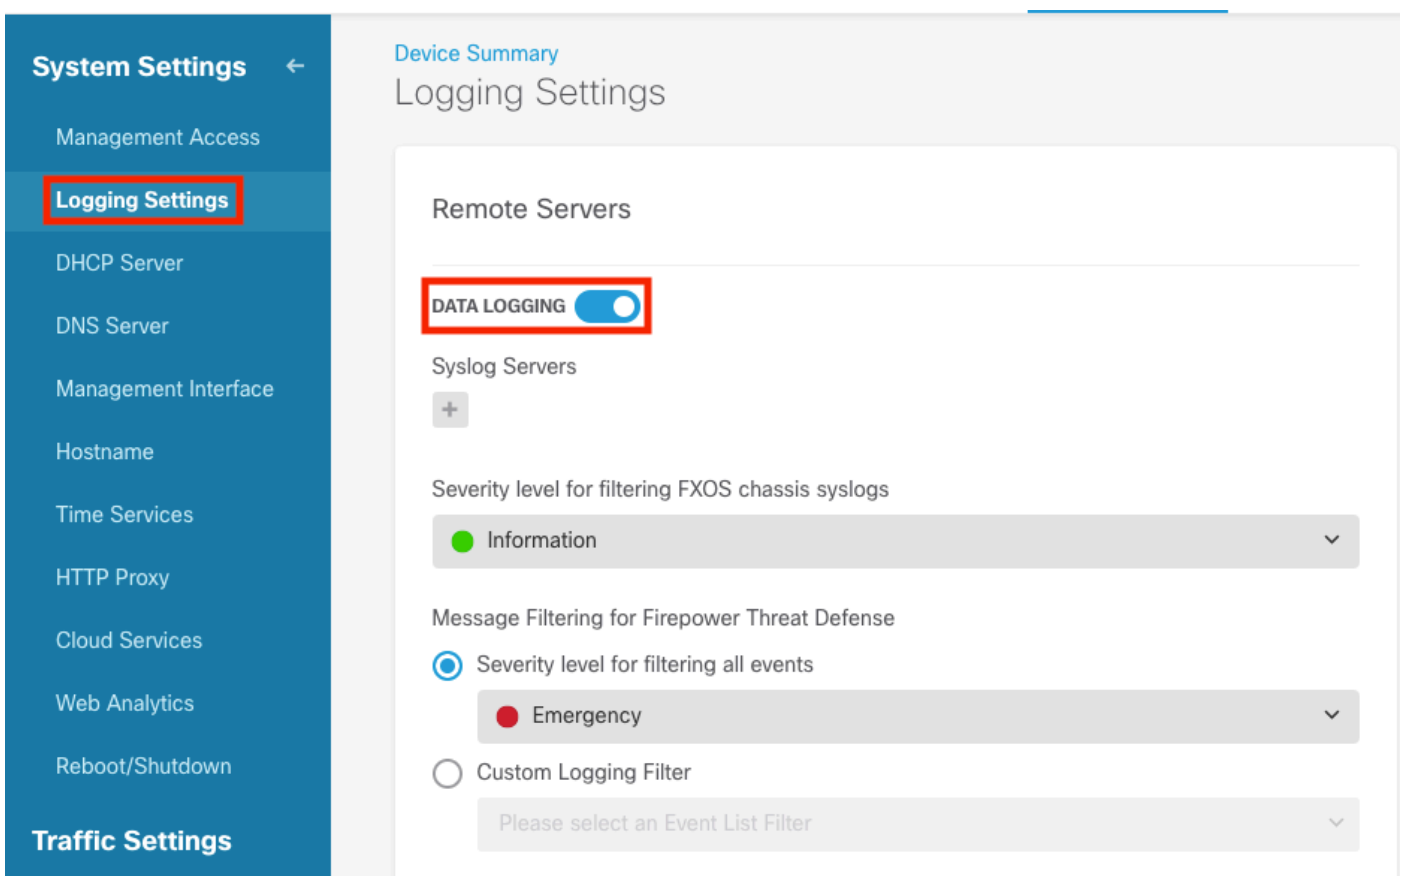 System Settings
Management Access
Logging Settings
DHCP Server
DNS Server
Management Interface
Hostname
Time Services
HTTP Proxy
Cloud Services
Web Analytics
Reboot/Shutdown
Traffic Settings
Device Summary
Logging Settings
Remote Servers
DATA LOGGING
Syslog Servers
+
Severity level for filtering FXOS chassis syslogs
Information
Message Filtering for Firepower Threat Defense
Severity level for filtering all events
Emergency
Custom Logging Filter
Please select an Event List Filter